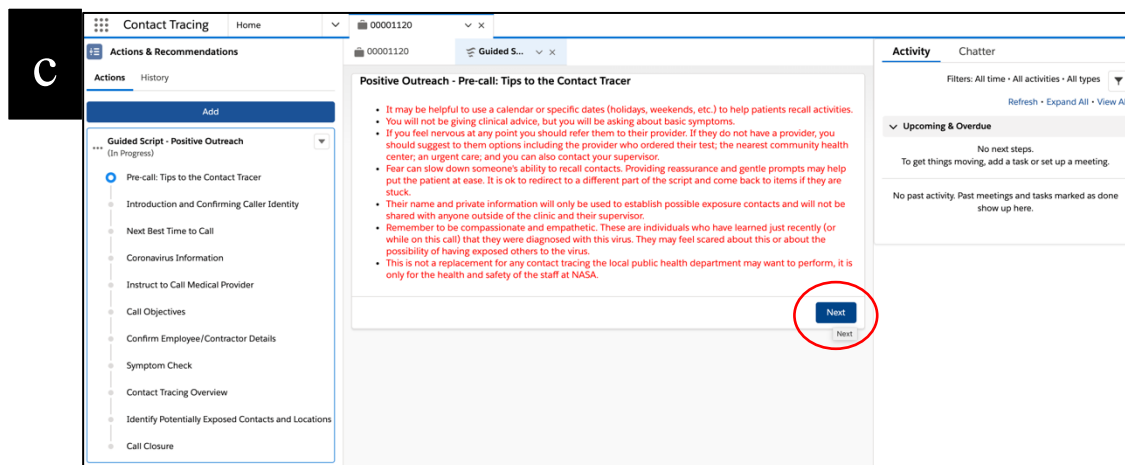 c
Contact Tracing
Home
00001120
Actions & Recommendations
Actions
History
Add
Guided Script - Positive Outreach
(In Progress)
Pre-call: Tips to the Contact Tracer
Introduction and Confirming Caller Identity
Next Best Time to Call
Coronavirus Information
Instruct to Call Medical Provider
Call Objectives
Confirm Employee/Contractor Details
Symptom Check
Contact Tracing Overview
Identify Potentially Exposed Contacts and Locations
Call Closure
00001120
Guided S...
Positive Outreach - Pre-call: Tips to the Contact Tracer
• It may be helpful to use a calendar or specific dates (holidays, weekends, etc.) to help patients recall activities.
• You will not be giving clinical advice, but you will be asking about basic symptoms.
• If you feel nervous at any point you should refer them to their provider. If they do not have a provider, you
should suggest to them options including the provider who ordered their test; the nearest community health
center; an urgent care; and you can also contact your supervisor.
• Fear can slow down someone's ability to recall contacts. Providing reassurance and gentle prompts may help
put the patient at ease. It is ok to redirect to a different part of the script and come back to items if they are
stuck.
• Their name and private information will only be used to establish possible exposure contacts and will not be
shared with anyone outside of the clinic and their supervisor.
• Remember to be compassionate and empathetic. These are individuals who have learned just recently (or
while on this call) that they were diagnosed with this virus. They may feel scared about this or about the
possibility of having exposed others to the virus.
• This is not a replacement for any contact tracing the local public health department may want to perform, it is
only for the health and safety of the staff at NASA.
Next
Next
Activity
Chatter
Filters: All time • All activities • All types
Refresh • Expand All • View Al
Upcoming & Overdue
No next steps.
To get things moving, add a task or set up a meeting.
No past activity. Past meetings and tasks marked as done
show up here.